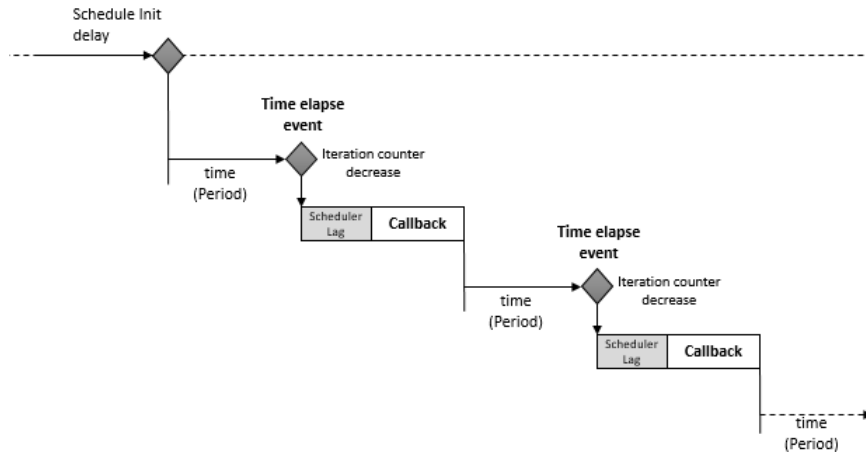 Schedule Init
delay
Time elapse
event
Iteration counter
decrease
time
(Period)
Scheduler
Lag
Callback
Time elapse
event
Iteration counter
decrease
time
(Period)
Scheduler
Lag
Callback
time
(Period)